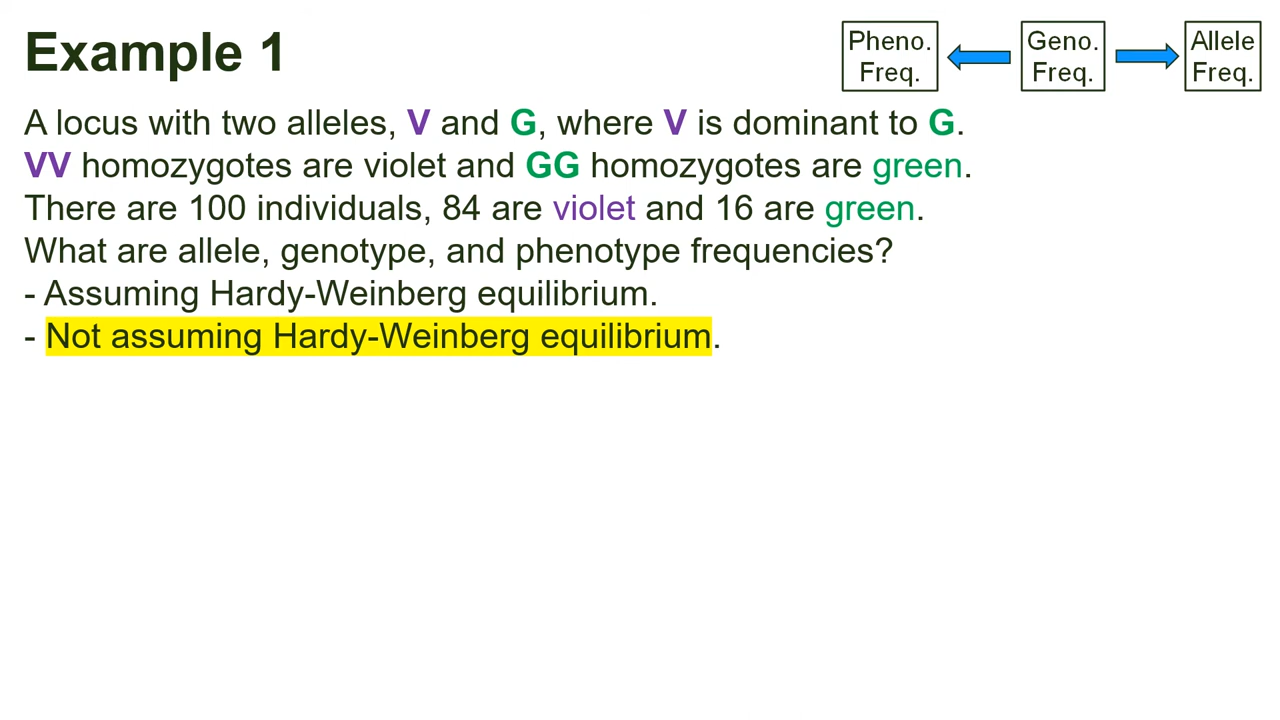 Example 1
Pheno.
Freq.
Geno.
Freq.
Allele
Freq.
A locus with two alleles, V and G, where V is dominant to G.
VV homozygotes are violet and GG homozygotes are green.
There are 100 individuals, 84 are violet and 16 are green.
What are allele, genotype, and phenotype frequencies?
- Assuming Hardy-Weinberg equilibrium.
- Not assuming Hardy-Weinberg equilibrium.